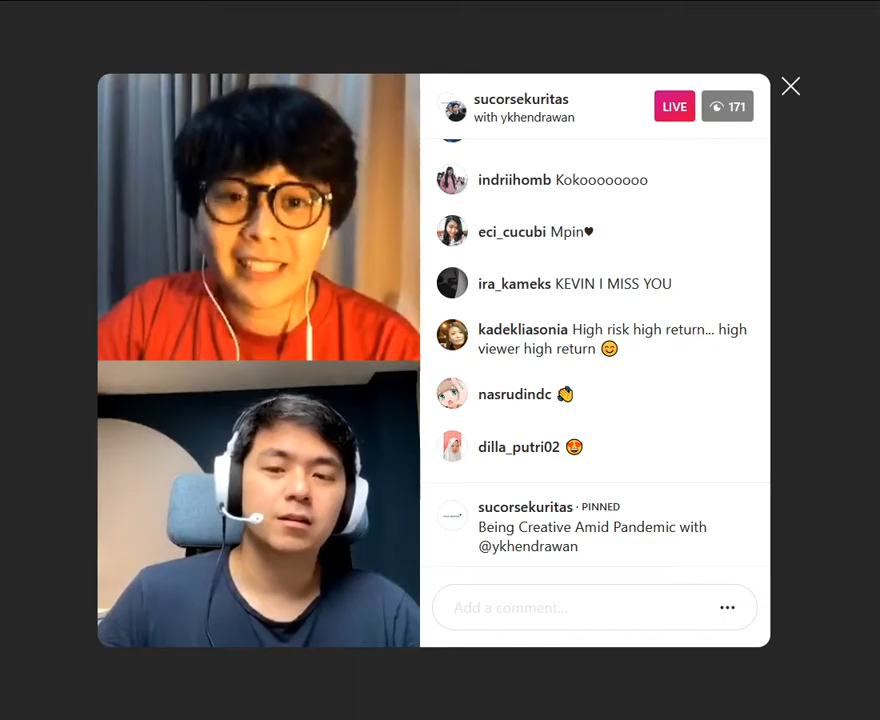 sucorsekuritas
with ykhendrawan
LIVE
171
indriihomb Kokoooooooo
eci_cucubi Mpin🖤
ira_kameks KEVIN I MISS YOU
kadekliasonia High risk high return... high
viewer high return 😊
nasrudindc 👏
dilla_putri02 😍
sucorsekuritas · PINNED
Being Creative Amid Pandemic with
@ykhendrawan
Add a comment...